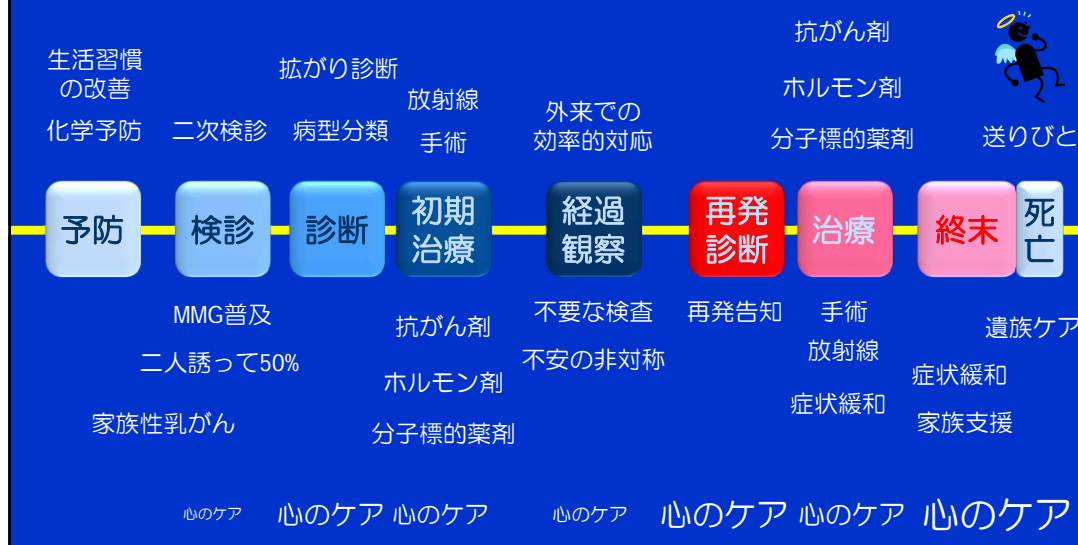 生活習慣
の改善
化学予防
二次検診
拡がり診断
病型分類
放射線
手術
外来での
効率的対応
抗がん剤
ホルモン剤
分子標的薬剤
送りびと
予防
検診
診断
初期
治療
経過
観察
再発
診断
治療
終末
死
亡
MMG普及
二人誘って50%
家族性乳がん
抗がん剤
ホルモン剤
分子標的薬剤
不要な検査
不安の非対称
再発告知
手術
放射線
症状緩和
遺族ケア
症状緩和
家族支援
心のケア
心のケア
心のケア
心のケア
心のケア
心のケア
心のケア